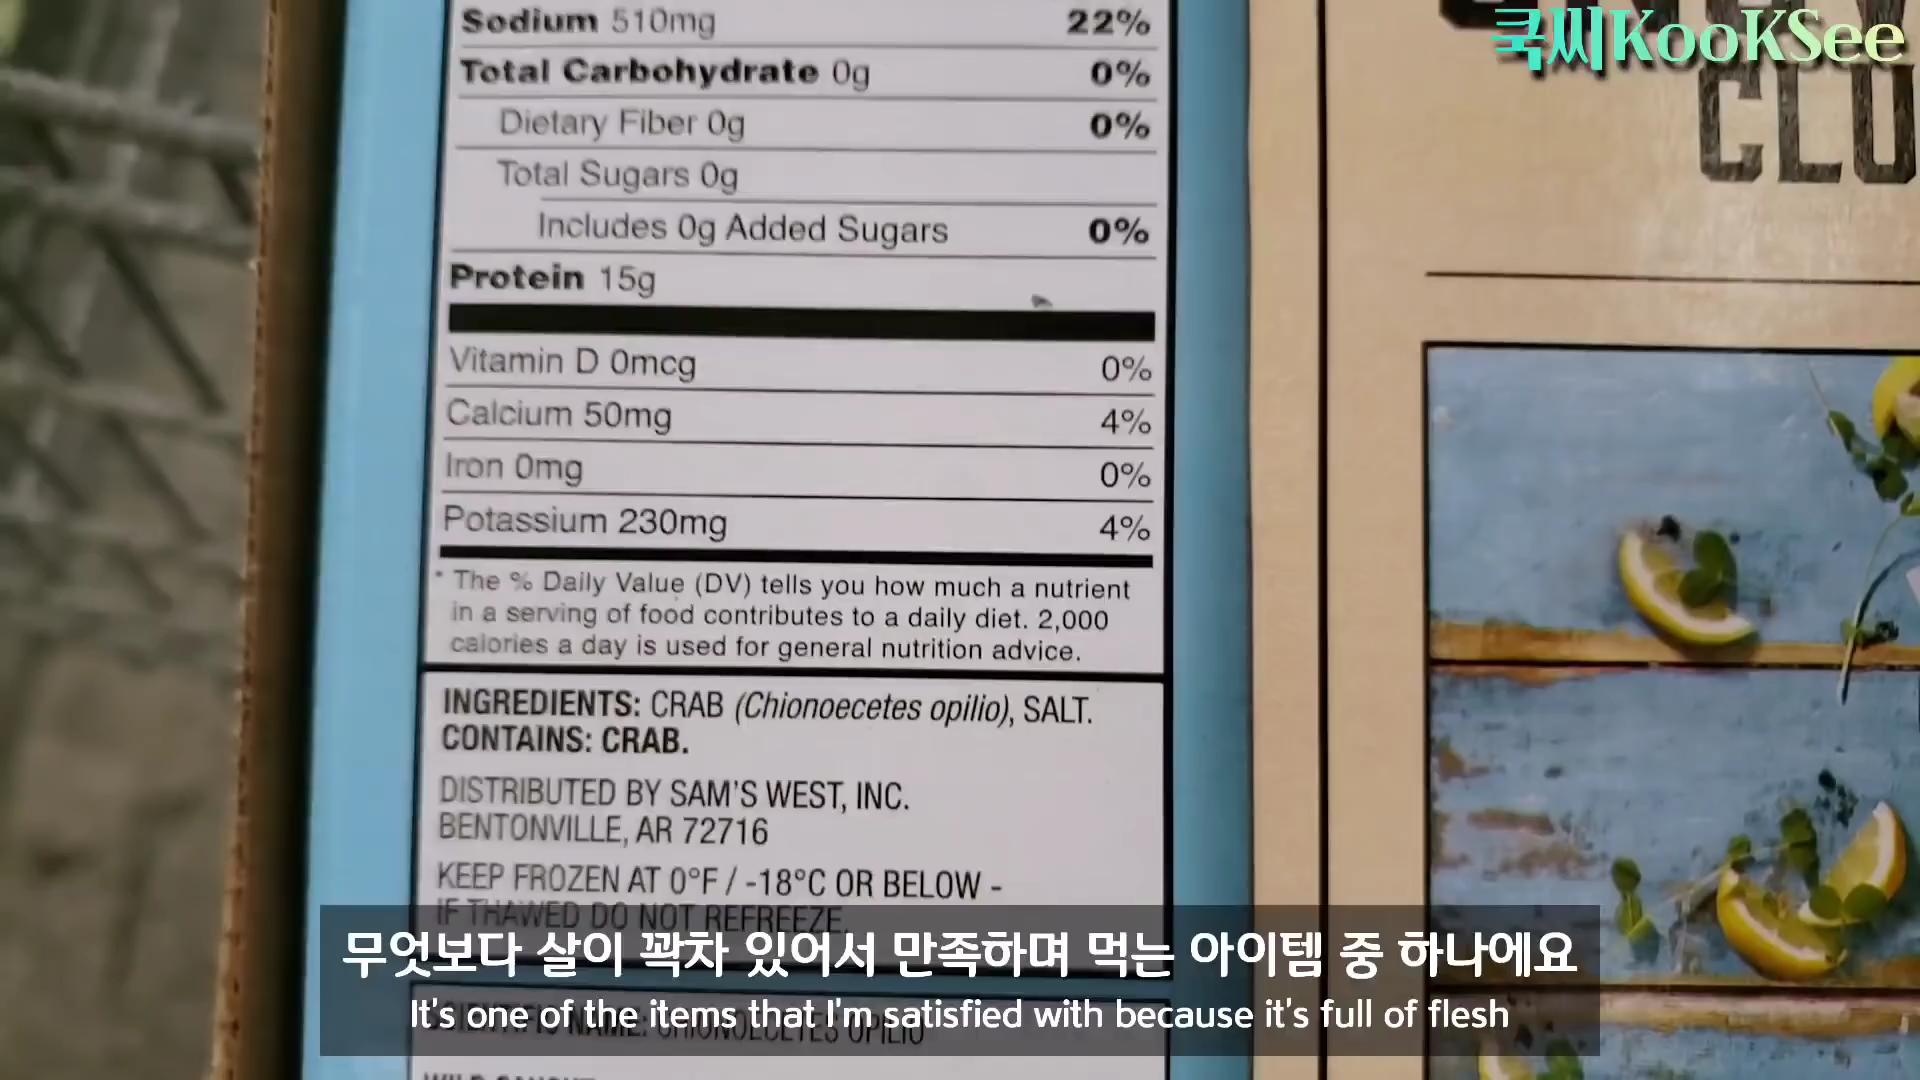 쿡씨KooKSee
CLU
Sodium 510mg 22%
Total Carbohydrate 0g 0%
Dietary Fiber 0g 0%
Total Sugars 0g
Includes 0g Added Sugars 0%
Protein 15g
Vitamin D 0mcg 0%
Calcium 50mg 4%
Iron 0mg 0%
Potassium 230mg 4%
* The % Daily Value (DV) tells you how much a nutrient
in a serving of food contributes to a daily diet. 2,000
calories a day is used for general nutrition advice.
INGREDIENTS: CRAB (Chionoecetes opilio), SALT.
CONTAINS: CRAB.
DISTRIBUTED BY SAM'S WEST, INC.
BENTONVILLE, AR 72716
KEEP FROZEN AT 0°F / -18°C OR BELOW -
IF THAWED DO NOT REFREEZE.
무엇보다 살이 꽉차 있어서 만족하며 먹는 아이템 중 하나에요
It's one of the items that I'm satisfied with because it's full of flesh
SCIENTIFIC NAME: CHIONOECETES OPILIO